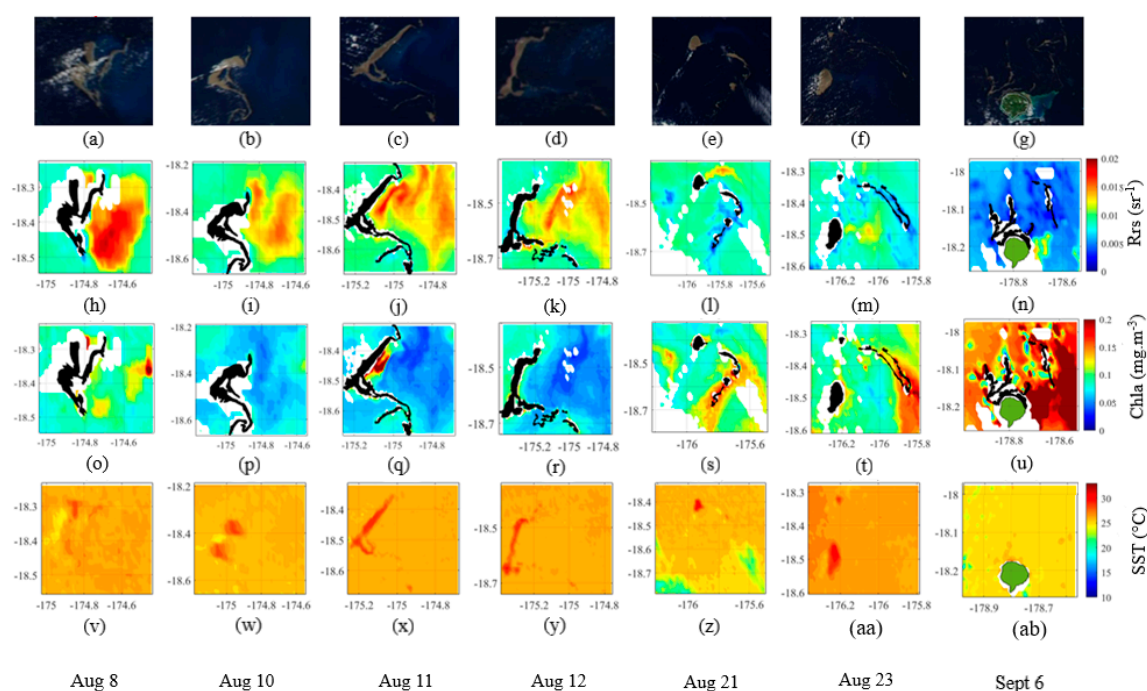 (a) (b) (c) (d) (e) (f) (g)
-18.3 -18.4 -18.5 -175 -174.8 -174.6
-18.2 -18.4 -18.6 -175 -174.8 -174.6
-18.4 -18.6 -175.2 -175 -174.8
-18.5 -18.7 -175.2 -175 -174.8
-18.5 -18.7 -176 -175.8 -175.6
-18.3 -18.4 -18.5 -18.6 -176.2 -176 -175.8
-18 -18.1 -18.2 -178.8 -178.6
0.02 0.015 0.01 0.005 0
Rrs (sr⁻¹)
(h) (i) (j) (k) (l) (m) (n)
-18.3 -18.4 -18.5 -175 -174.8 -174.6
-18.2 -18.4 -18.6 -175 -174.8 -174.6
-18.4 -18.6 -175.2 -175 -174.8
-18.5 -18.7 -175.2 -175 -174.8
-18.5 -18.7 -176 -175.8 -175.6
-18.3 -18.4 -18.5 -18.6 -176.2 -176 -175.8
-18 -18.1 -18.2 -178.8 -178.6
0.2 0.15 0.1 0.05 0
Chla (mg.m⁻³)
(o) (p) (q) (r) (s) (t) (u)
-18.3 -18.4 -18.5 -175 -174.8 -174.6
-18.2 -18.4 -18.6 -175 -174.8 -174.6
-18.4 -18.6 -175.2 -175 -174.8
-18.5 -18.7 -175.2 -175 -174.8
-18.5 -18.7 -176 -175.8 -175.6
-18.3 -18.4 -18.5 -18.6 -176.2 -176 -175.8
-18 -18.1 -18.2 -178.9 -178.7
30 25 20 15 10
SST (°C)
(v) (w) (x) (y) (z) (aa) (ab)
Aug 8 Aug 10 Aug 11 Aug 12 Aug 21 Aug 23 Sept 6